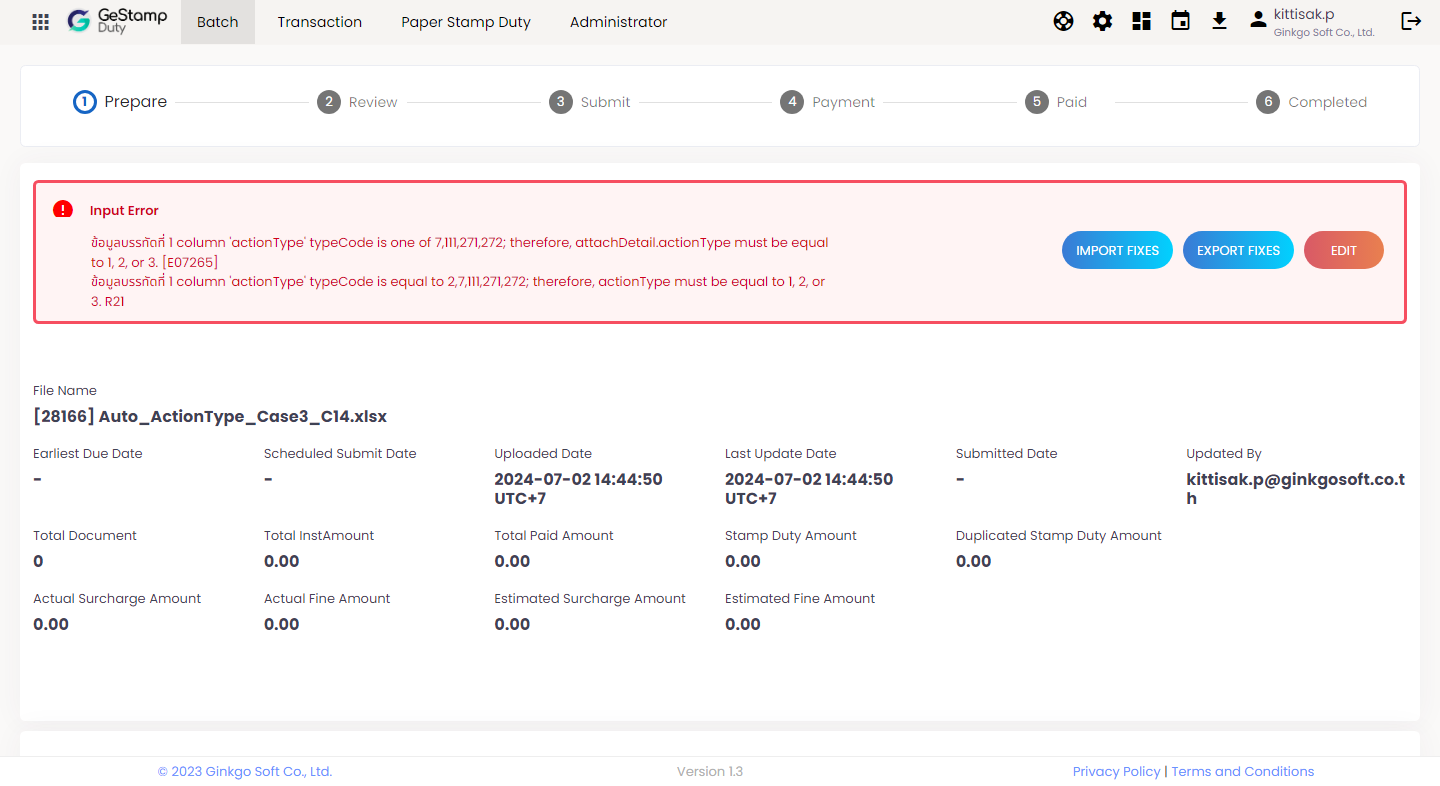 GeStamp
Duty
Batch
Transaction
Paper Stamp Duty
Administrator
kittisak.p
Ginkgo Soft Co., Ltd.
1 Prepare
2 Review
3 Submit
4 Payment
5 Paid
6 Completed
Input Error
ข้อมูลบรรทัดที่ 1 column 'actionType' typeCode is one of 7,111,271,272; therefore, attachDetail.actionType must be equal
to 1, 2, or 3. [E07265]
ข้อมูลบรรทัดที่ 1 column 'actionType' typeCode is equal to 2,7,111,271,272; therefore, actionType must be equal to 1, 2, or
3. R21
IMPORT FIXES
EXPORT FIXES
EDIT
File Name
[28166] Auto_ActionType_Case3_C14.xlsx
Earliest Due Date
-
Scheduled Submit Date
-
Uploaded Date
2024-07-02 14:44:50
UTC+7
Last Update Date
2024-07-02 14:44:50
UTC+7
Submitted Date
-
Updated By
kittisak.p@ginkgosoft.co.t
h
Total Document
0
Total InstAmount
0.00
Total Paid Amount
0.00
Stamp Duty Amount
0.00
Duplicated Stamp Duty Amount
0.00
Actual Surcharge Amount
0.00
Actual Fine Amount
0.00
Estimated Surcharge Amount
0.00
Estimated Fine Amount
0.00
© 2023 Ginkgo Soft Co., Ltd.
Version 1.3
Privacy Policy | Terms and Conditions